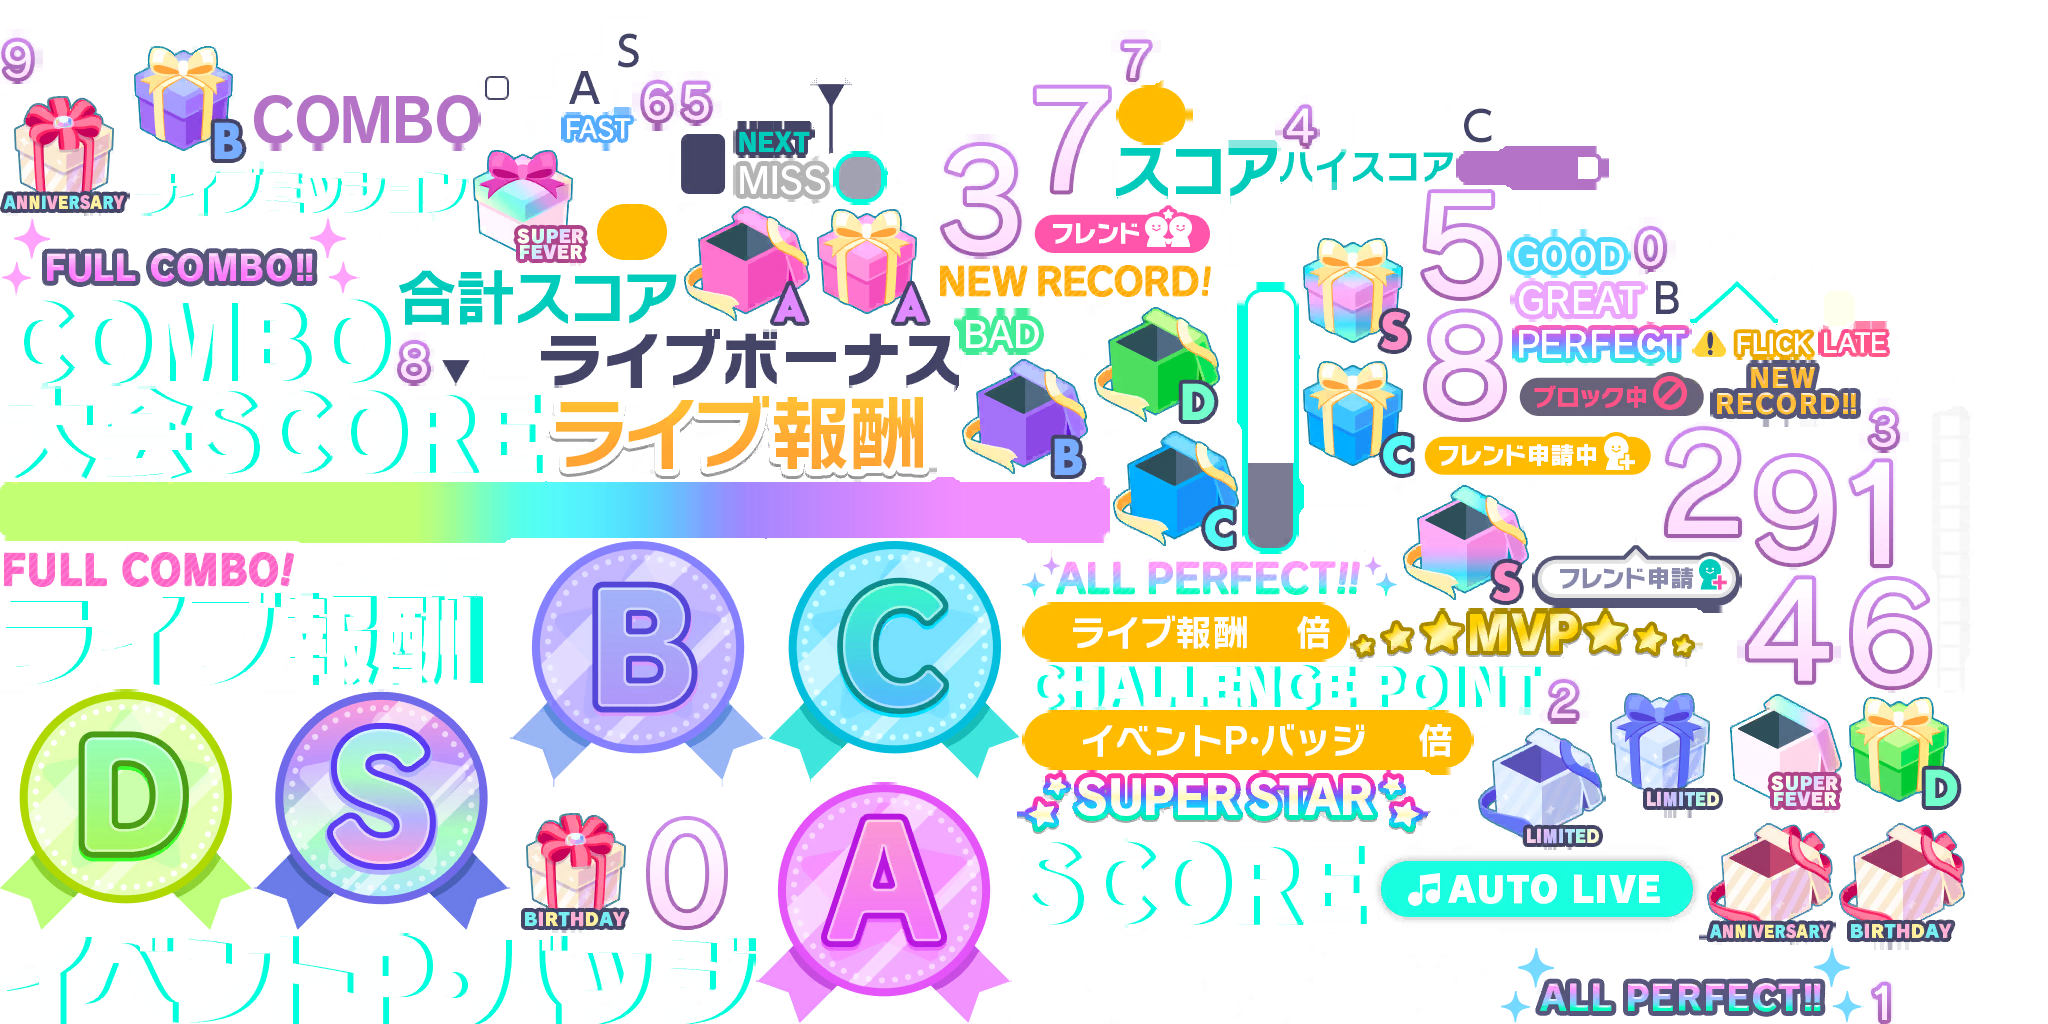 9
S
7
A
65
B
COMBO
FAST
NEXT
MISS
7
4
C
スコア
ハイスコア
3
ANNIVERSARY
ライブミッション
SUPER
FEVER
フレンド
5
FULL COMBO!!
合計スコア
A
A
NEW RECORD!
GOOD
0
GREAT
B
S
COMBO
8
ライブボーナス
BAD
8
PERFECT
FLICK
LATE
D
ブロック中
NEW
RECORD!!
大会SCORE
ライブ報酬
B
C
フレンド申請中
3
2
9
1
C
FULL COMBO!
B
C
ALL PERFECT!!
S
フレンド申請
ライブ報酬
ライブ報酬 倍
MVP
4
6
CHALLENGE POINT
2
D
S
イベントP・バッジ 倍
LIMITED
LIMITED
SUPER
FEVER
D
SUPER STAR
BIRTHDAY
0
A
SCORE
AUTO LIVE
ANNIVERSARY
BIRTHDAY
イベントP・バッジ
ALL PERFECT!!
1